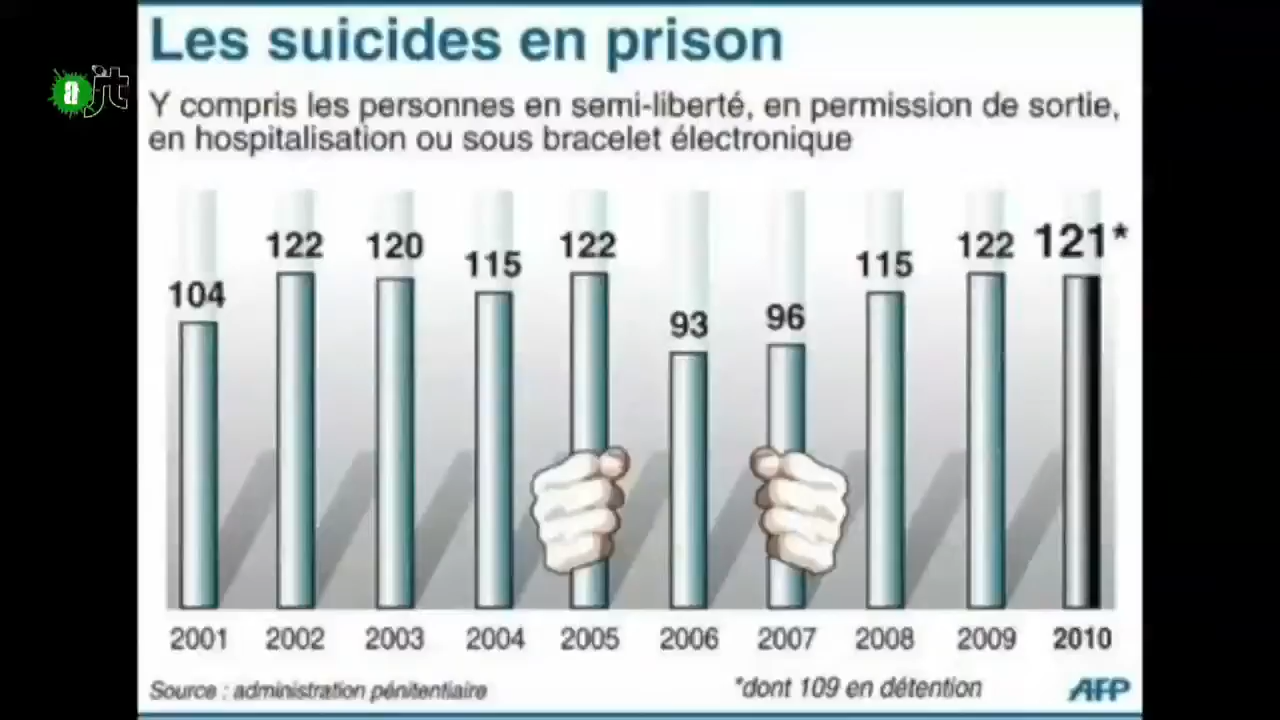 Les suicides en prison
a jt
Y compris les personnes en semi-liberté, en permission de sortie,
en hospitalisation ou sous bracelet électronique
104 122 120 115 122 93 96 115 122 121*
2001 2002 2003 2004 2005 2006 2007 2008 2009 2010
Source : administration pénitentiaire *dont 109 en détention AFP